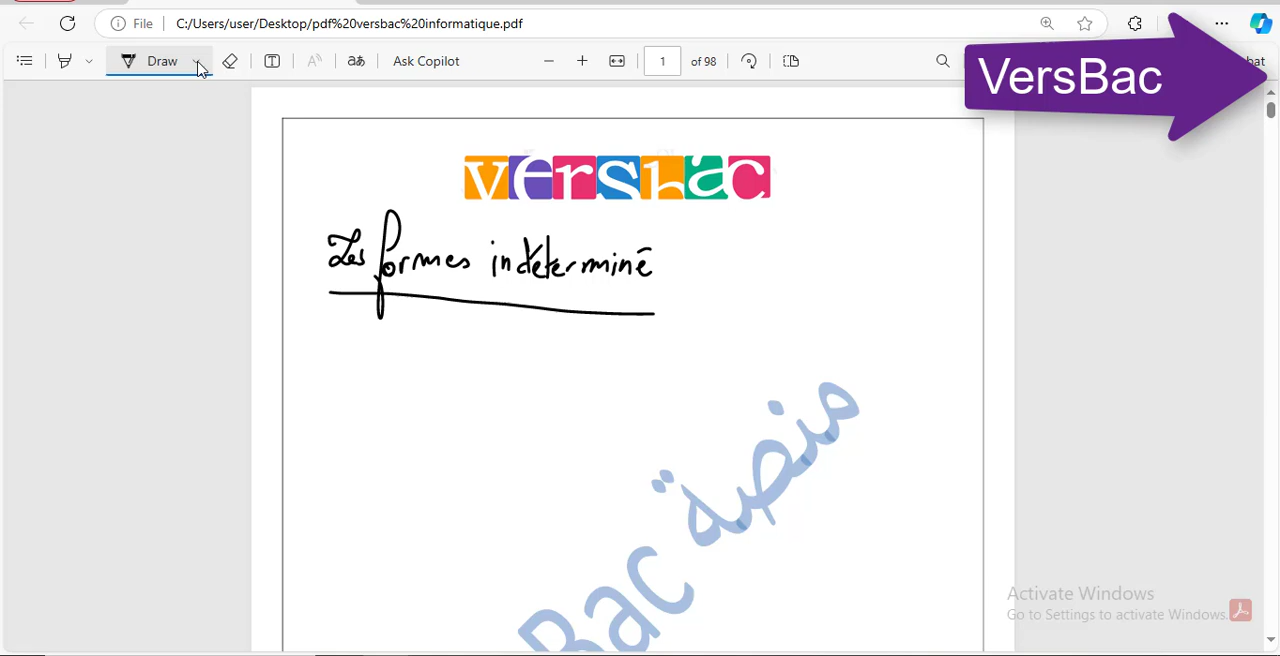 File C:/Users/user/Desktop/pdf%20versbac%20informatique.pdf
Draw Ask Copilot 1 of 98 bat
VersBac
versbac
Les formes indéterminé
منصة
Bac
Activate Windows
Go to Settings to activate Windows.